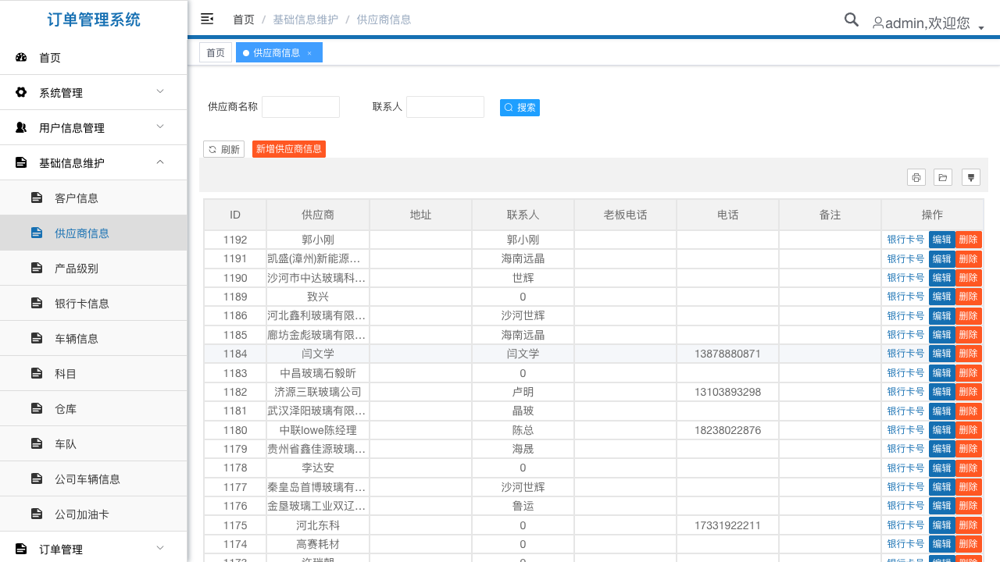 订单管理系统
首页 / 基础信息维护 / 供应商信息
admin,欢迎您
首页
系统管理
用户信息管理
基础信息维护
客户信息
供应商信息
产品级别
银行卡信息
车辆信息
科目
仓库
车队
公司车辆信息
公司加油卡
订单管理
首页 供应商信息 ×
供应商名称 联系人 搜索
刷新 新增供应商信息
ID 供应商 地址 联系人 老板电话 电话 备注 操作
1192 郭小刚 郭小刚 银行卡号 编辑 删除
1191 凯盛(漳州)新能源… 海南远晶 银行卡号 编辑 删除
1190 沙河市中达玻璃科… 世辉 银行卡号 编辑 删除
1189 致兴 0 银行卡号 编辑 删除
1186 河北鑫利玻璃有限… 沙河世辉 银行卡号 编辑 删除
1185 廊坊金彪玻璃有限… 海南远晶 银行卡号 编辑 删除
1184 闫文学 闫文学 13878880871 银行卡号 编辑 删除
1183 中昌玻璃石毅昕 0 银行卡号 编辑 删除
1182 济源三联玻璃公司 卢明 13103893298 银行卡号 编辑 删除
1181 武汉泽阳玻璃有限… 晶玻 银行卡号 编辑 删除
1180 中联lowe陈经理 陈总 18238022876 银行卡号 编辑 删除
1179 贵州省鑫佳源玻璃… 海晟 银行卡号 编辑 删除
1178 李达安 0 银行卡号 编辑 删除
1177 秦皇岛首博玻璃有… 沙河世辉 银行卡号 编辑 删除
1176 金垦玻璃工业双辽… 鲁运 银行卡号 编辑 删除
1175 河北东科 0 17331922211 银行卡号 编辑 删除
1174 高赛耗材 0 银行卡号 编辑 删除